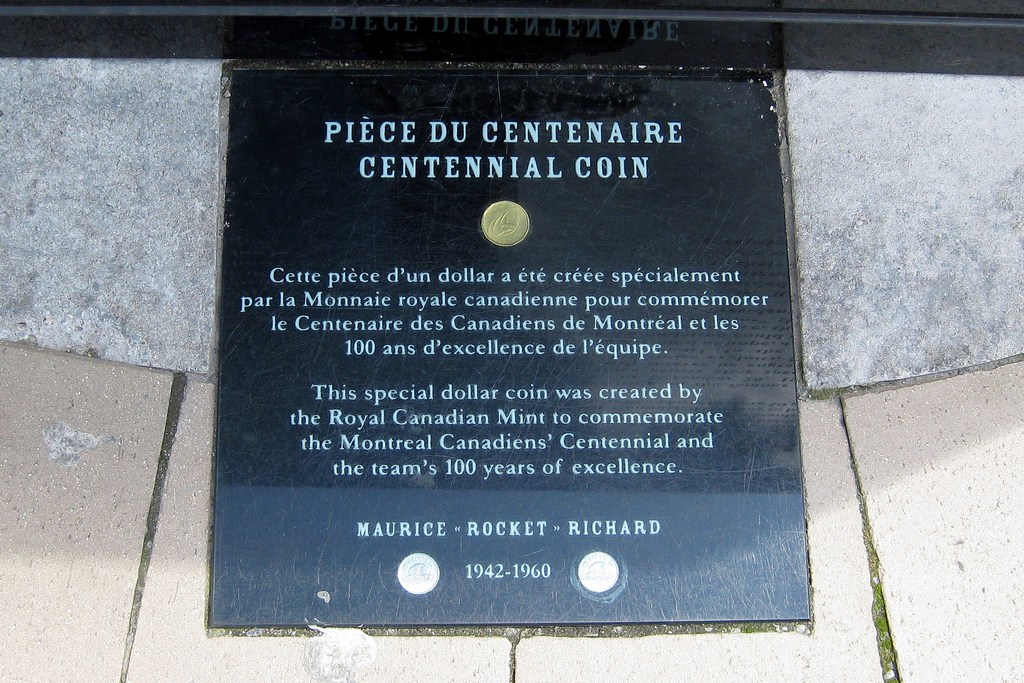 PIÈCE DU CENTENAIRE
PIÈCE DU CENTENAIRE
CENTENNIAL COIN
Cette pièce d'un dollar a été créée spécialement
par la Monnaie royale canadienne pour commémorer
le Centenaire des Canadiens de Montréal et les
100 ans d'excellence de l'équipe.
This special dollar coin was created by
the Royal Canadian Mint to commemorate
the Montreal Canadiens' Centennial and
the team's 100 years of excellence.
MAURICE « ROCKET » RICHARD
1942-1960